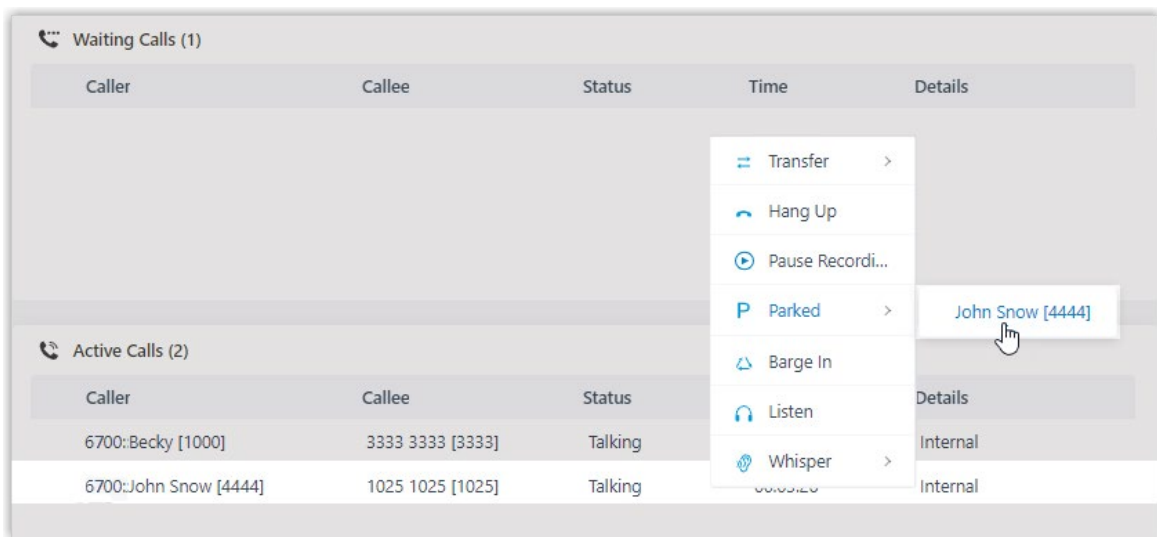 Waiting Calls (1)
Caller Callee Status Time Details
Transfer
Hang Up
Pause Recordi...
P Parked
John Snow [4444]
Barge In
Listen
Whisper
Active Calls (2)
Caller Callee Status Details
6700::Becky [1000] 3333 3333 [3333] Talking Internal
6700::John Snow [4444] 1025 1025 [1025] Talking Internal